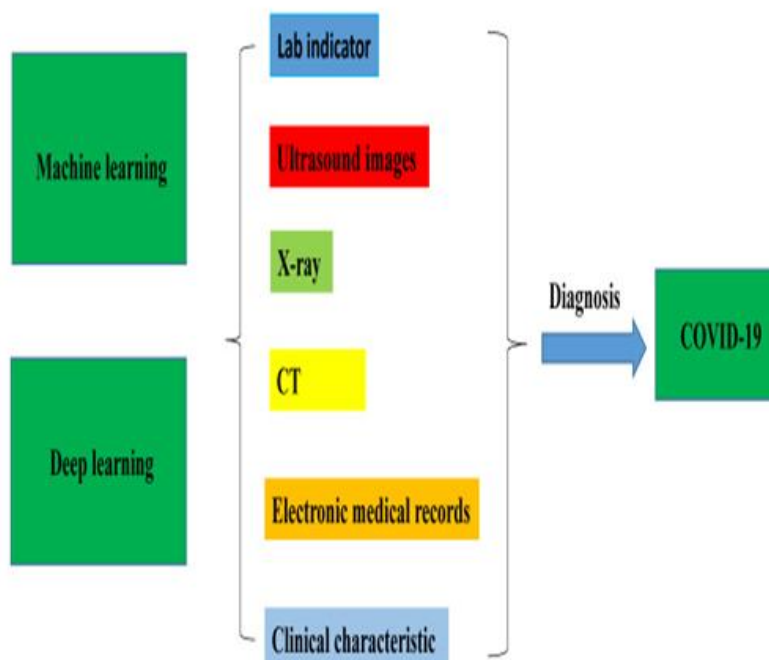 Machine learning
Deep learning
Lab indicator
Ultrasound images
X-ray
CT
Electronic medical records
Clinical characteristic
Diagnosis
COVID-19